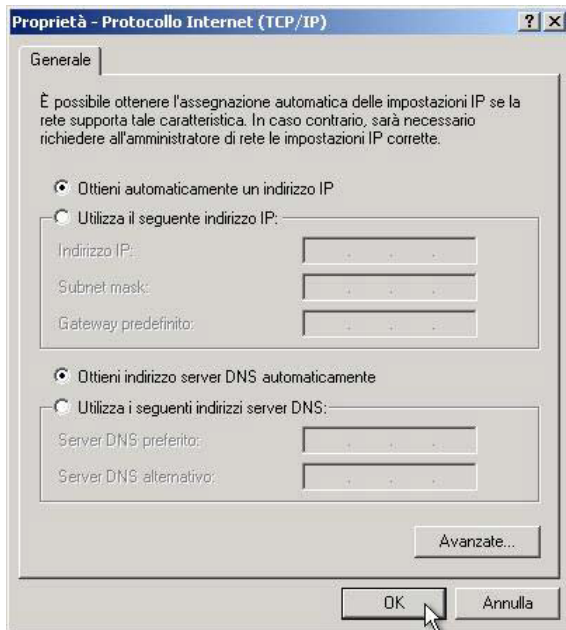 Proprietà - Protocollo Internet (TCP/IP)
Generale
È possibile ottenere l'assegnazione automatica delle impostazioni IP se la
rete supporta tale caratteristica. In caso contrario, sarà necessario
richiedere all'amministratore di rete le impostazioni IP corrette.
Ottieni automaticamente un indirizzo IP
Utilizza il seguente indirizzo IP:
Indirizzo IP:
Subnet mask:
Gateway predefinito:
Ottieni indirizzo server DNS automaticamente
Utilizza i seguenti indirizzi server DNS:
Server DNS preferito:
Server DNS alternativo:
Avanzate...
OK
Annulla